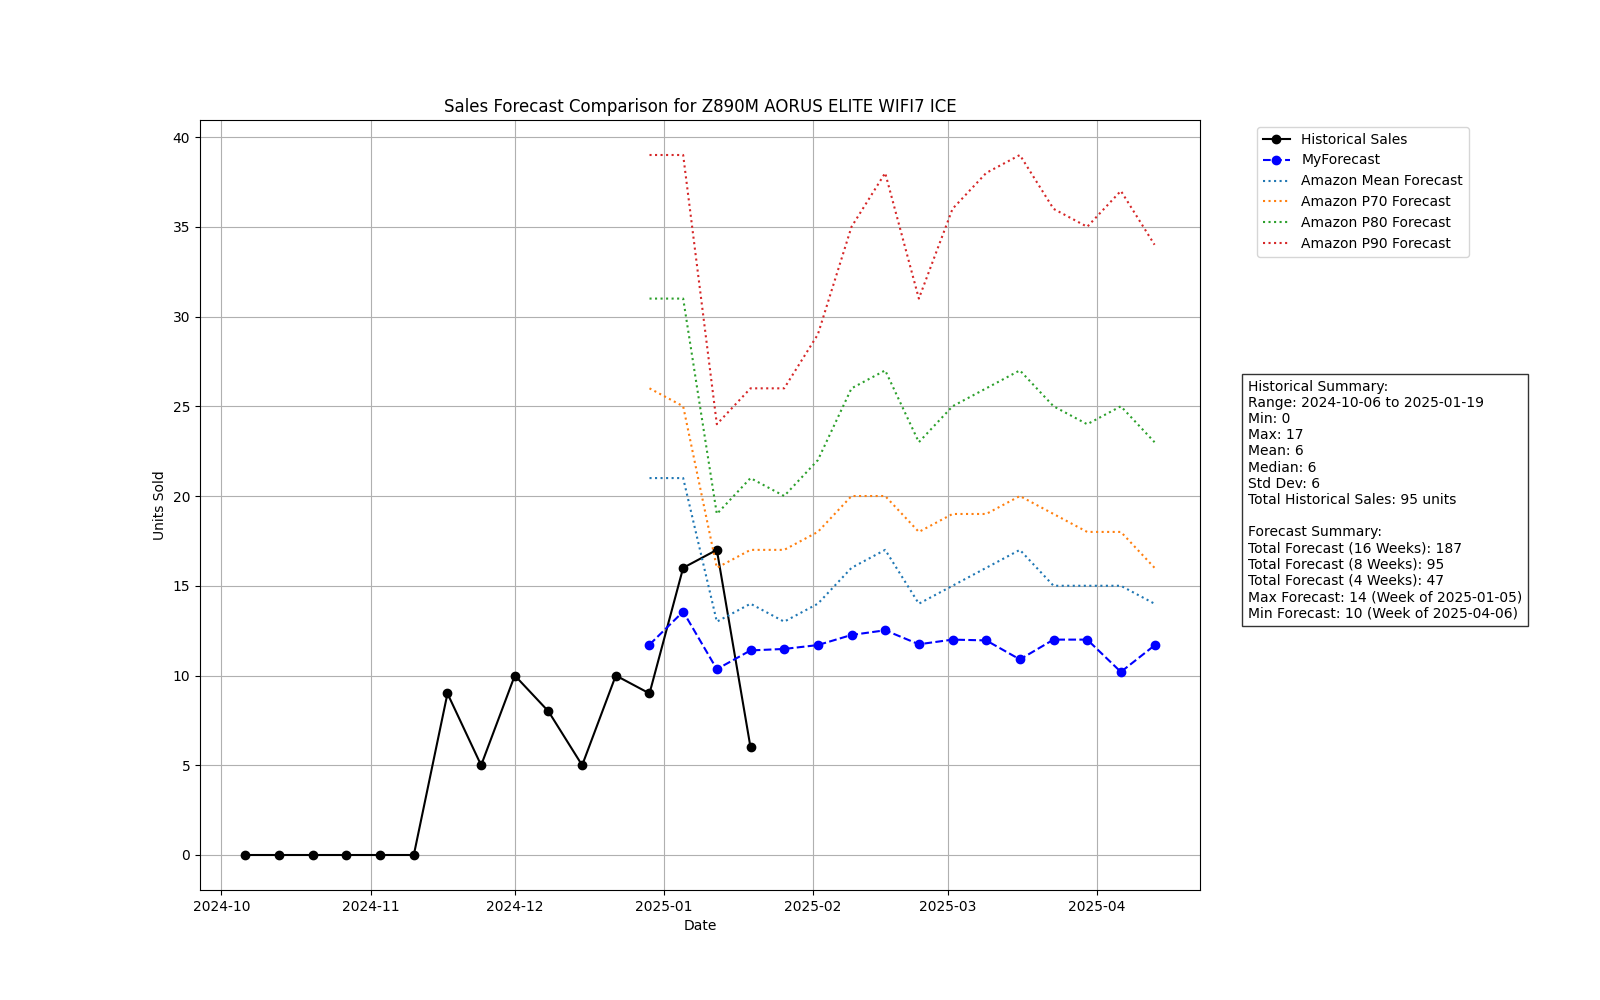 Sales Forecast Comparison for Z890M AORUS ELITE WIFI7 ICE
40
35
30
25
20
15
10
5
0
Units Sold
2024-10
2024-11
2024-12
2025-01
2025-02
2025-03
2025-04
Date
Historical Sales
MyForecast
Amazon Mean Forecast
Amazon P70 Forecast
Amazon P80 Forecast
Amazon P90 Forecast
Historical Summary:
Range: 2024-10-06 to 2025-01-19
Min: 0
Max: 17
Mean: 6
Median: 6
Std Dev: 6
Total Historical Sales: 95 units
Forecast Summary:
Total Forecast (16 Weeks): 187
Total Forecast (8 Weeks): 95
Total Forecast (4 Weeks): 47
Max Forecast: 14 (Week of 2025-01-05)
Min Forecast: 10 (Week of 2025-04-06)